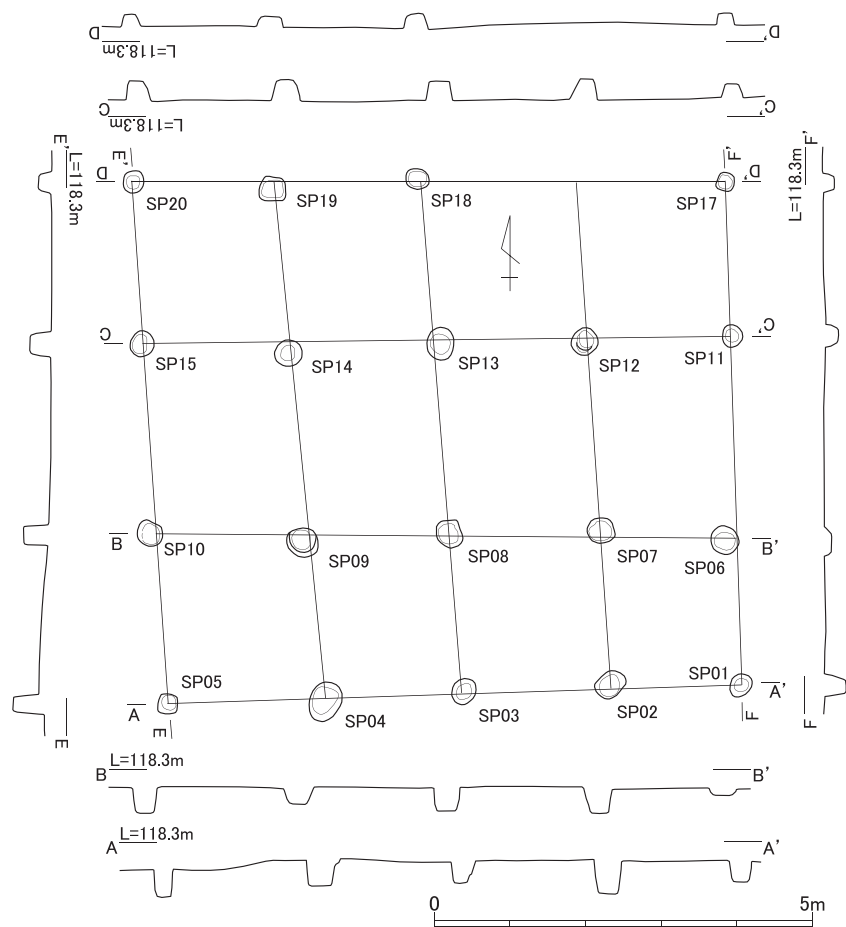 D L=118.3m D'
C L=118.3m C'
E' L=118.3m
E'
F'
L=118.3m F'
D D'
SP20 SP19 SP18 SP17
C C'
SP15 SP14 SP13 SP12 SP11
B B'
SP10 SP09 SP08 SP07 SP06
SP05 SP01
A A'
SP04 SP03 SP02
E E F F
B L=118.3m B'
A L=118.3m A'
0 5m